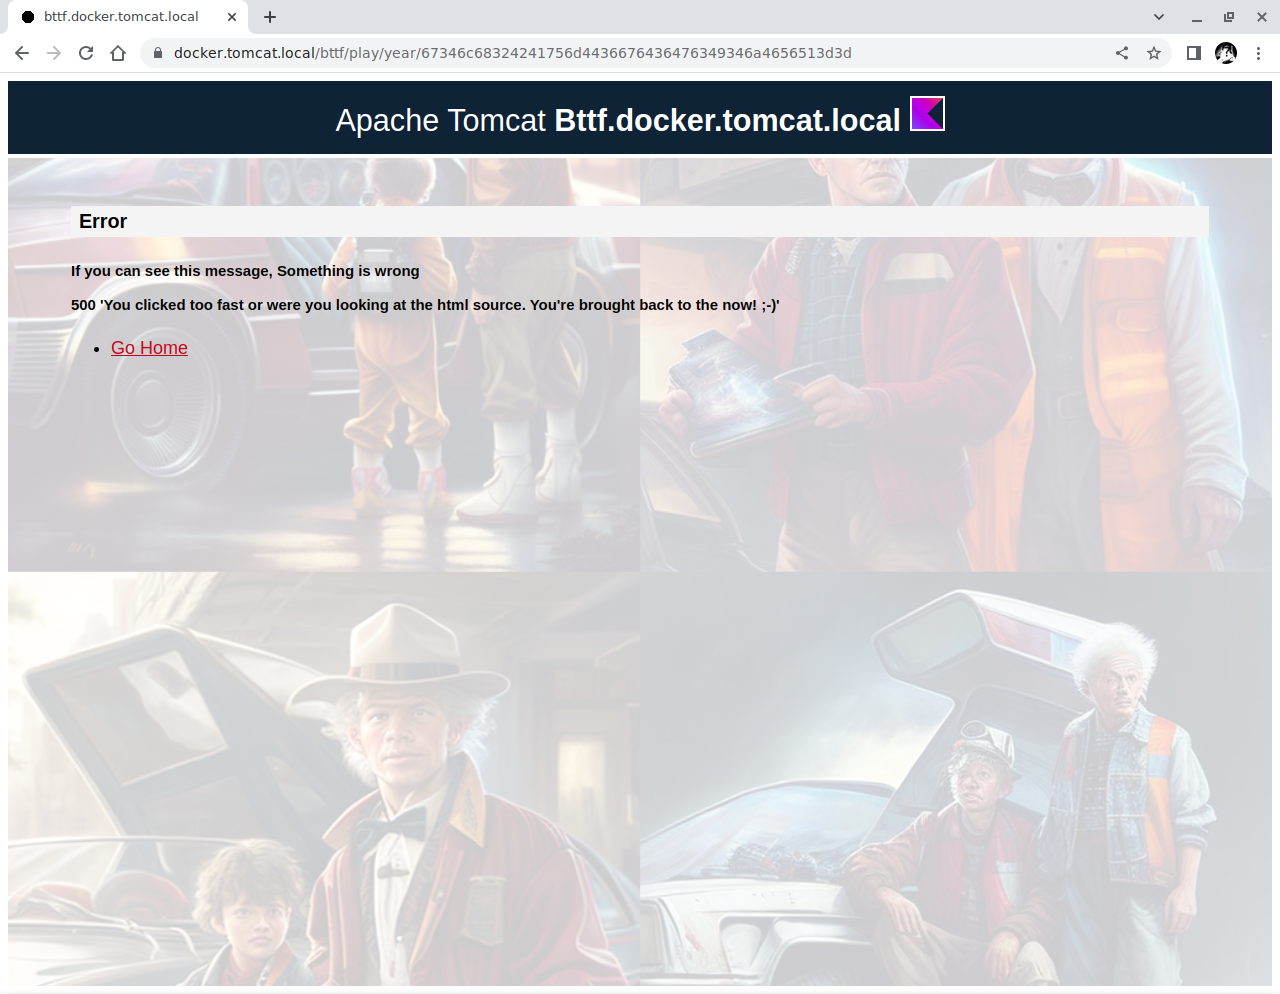 bttf.docker.tomcat.local
docker.tomcat.local/bttf/play/year/67346c68324241756d4436676436476349346a4656513d3d
Apache Tomcat Bttf.docker.tomcat.local
Error
If you can see this message, Something is wrong
500 'You clicked too fast or were you looking at the html source. You're brought back to the now! ;-)'
Go Home